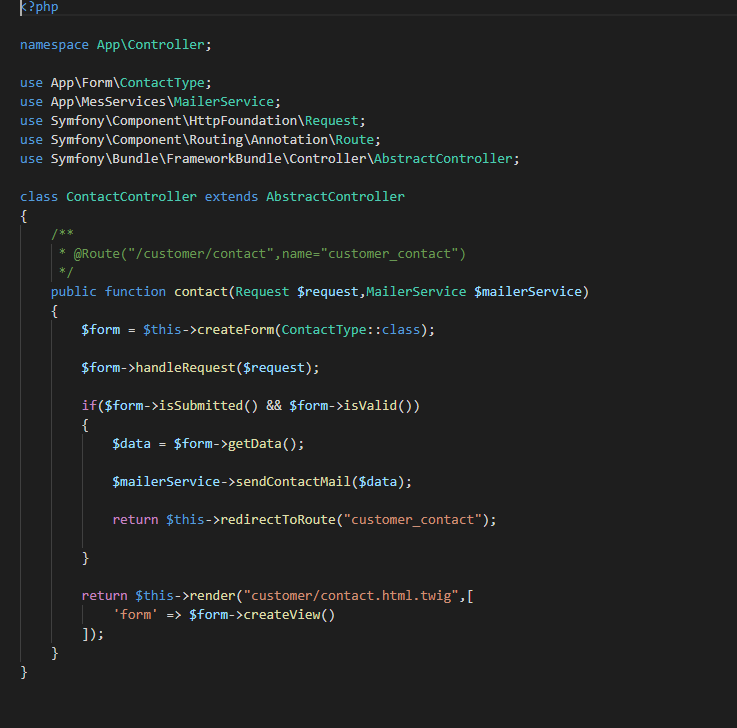 <?php
namespace App\Controller;
use App\Form\ContactType;
use App\MesServices\MailerService;
use Symfony\Component\HttpFoundation\Request;
use Symfony\Component\Routing\Annotation\Route;
use Symfony\Bundle\FrameworkBundle\Controller\AbstractController;
class ContactController extends AbstractController
{
/**
* @Route("/customer/contact",name="customer_contact")
*/
public function contact(Request $request,MailerService $mailerService)
{
$form = $this->createForm(ContactType::class);
$form->handleRequest($request);
if($form->isSubmitted() && $form->isValid())
{
$data = $form->getData();
$mailerService->sendContactMail($data);
return $this->redirectToRoute("customer_contact");
}
return $this->render("customer/contact.html.twig",[
'form' => $form->createView()
]);
}
}